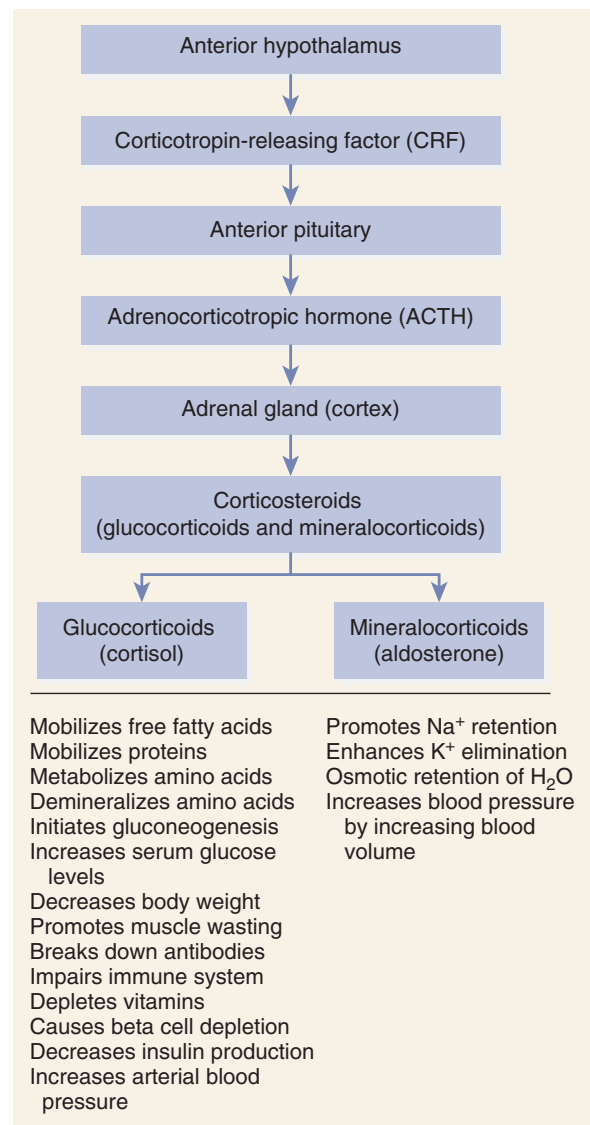 Anterior hypothalamus
Corticotropin-releasing factor (CRF)
Anterior pituitary
Adrenocorticotropic hormone (ACTH)
Adrenal gland (cortex)
Corticosteroids
(glucocorticoids and mineralocorticoids)
Glucocorticoids
(cortisol)
Mineralocorticoids
(aldosterone)
Mobilizes free fatty acids
Mobilizes proteins
Metabolizes amino acids
Demineralizes amino acids
Initiates gluconeogenesis
Increases serum glucose
levels
Decreases body weight
Promotes muscle wasting
Breaks down antibodies
Impairs immune system
Depletes vitamins
Causes beta cell depletion
Decreases insulin production
Increases arterial blood
pressure
Promotes Na⁺ retention
Enhances K⁺ elimination
Osmotic retention of H₂O
Increases blood pressure
by increasing blood
volume